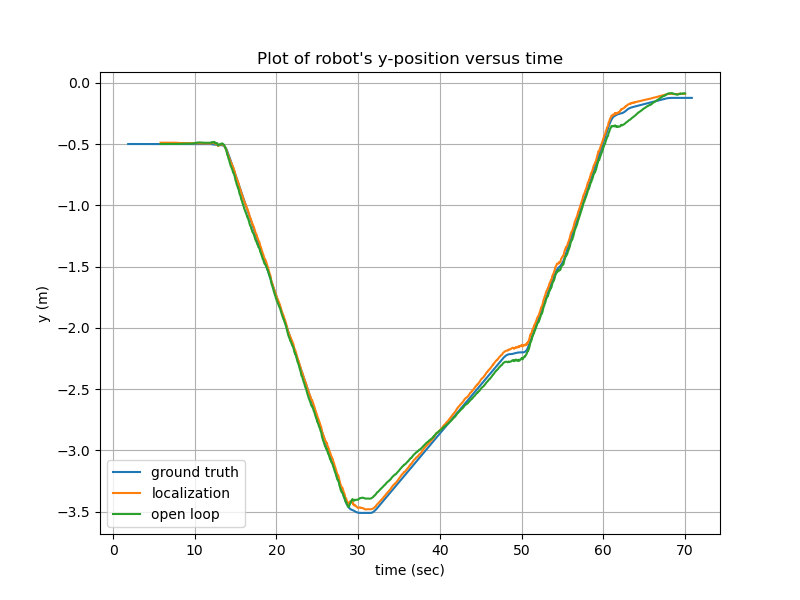 Plot of robot's y-position versus time
0.0
−0.5
−1.0
−1.5
−2.0
−2.5
−3.0
−3.5
y (m)
ground truth
localization
open loop
0 10 20 30 40 50 60 70
time (sec)